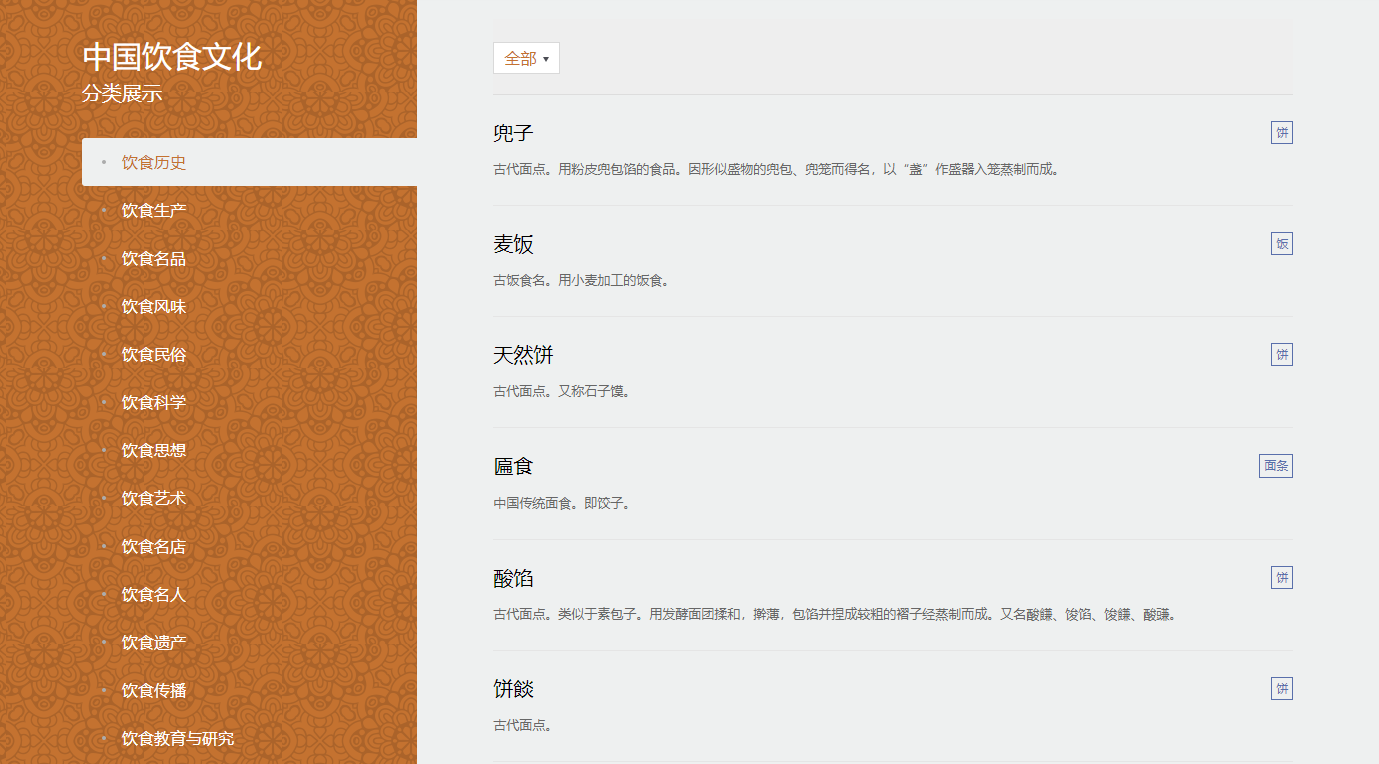 中国饮食文化
分类展示
饮食历史
饮食生产
饮食名品
饮食风味
饮食民俗
饮食科学
饮食思想
饮食艺术
饮食名店
饮食名人
饮食遗产
饮食传播
饮食教育与研究
全部
兜子
饼
古代面点。用粉皮兜包馅的食品。因形似盛物的兜包、兜笼而得名，以“盏”作盛器入笼蒸制而成。
麦饭
饭
古饭食名。用小麦加工的饭食。
天然饼
饼
古代面点。又称石子馍。
匾食
面条
中国传统面食。即饺子。
酸馅
饼
古代面点。类似于素包子。用发酵面团揉和，擀薄，包馅并捏成较粗的褶子经蒸制而成。又名酸䭑、馂馅、馂䭑、酸豏。
饼餤
饼
古代面点。